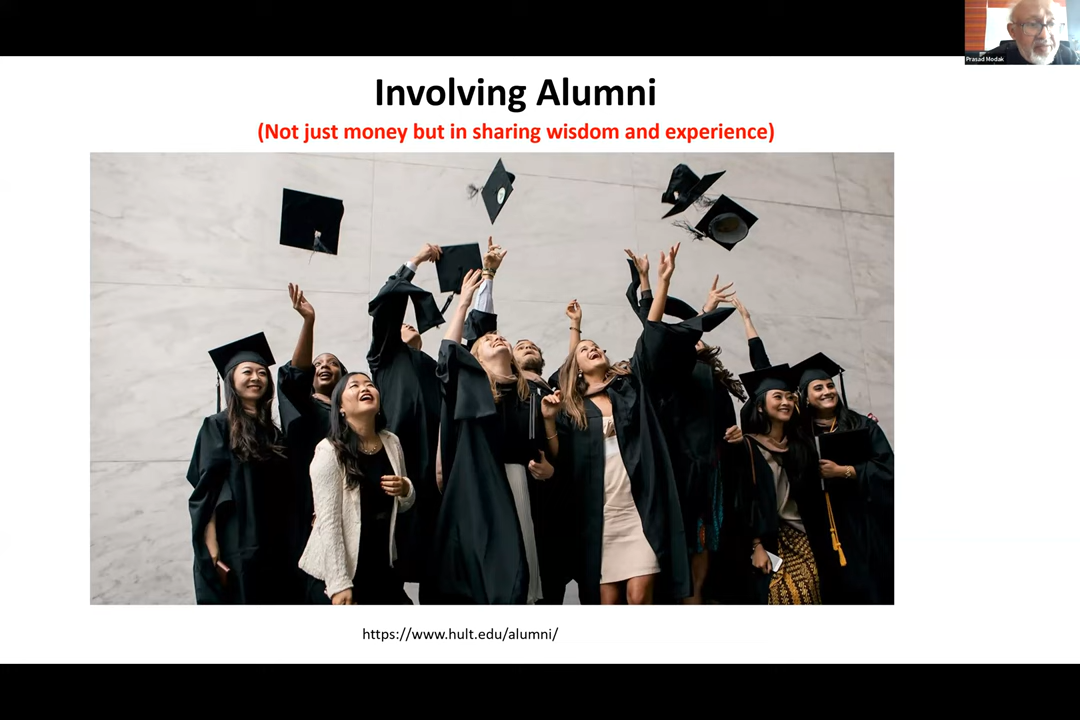 Involving Alumni
(Not just money but in sharing wisdom and experience)
Prasad Modak
https://www.hult.edu/alumni/